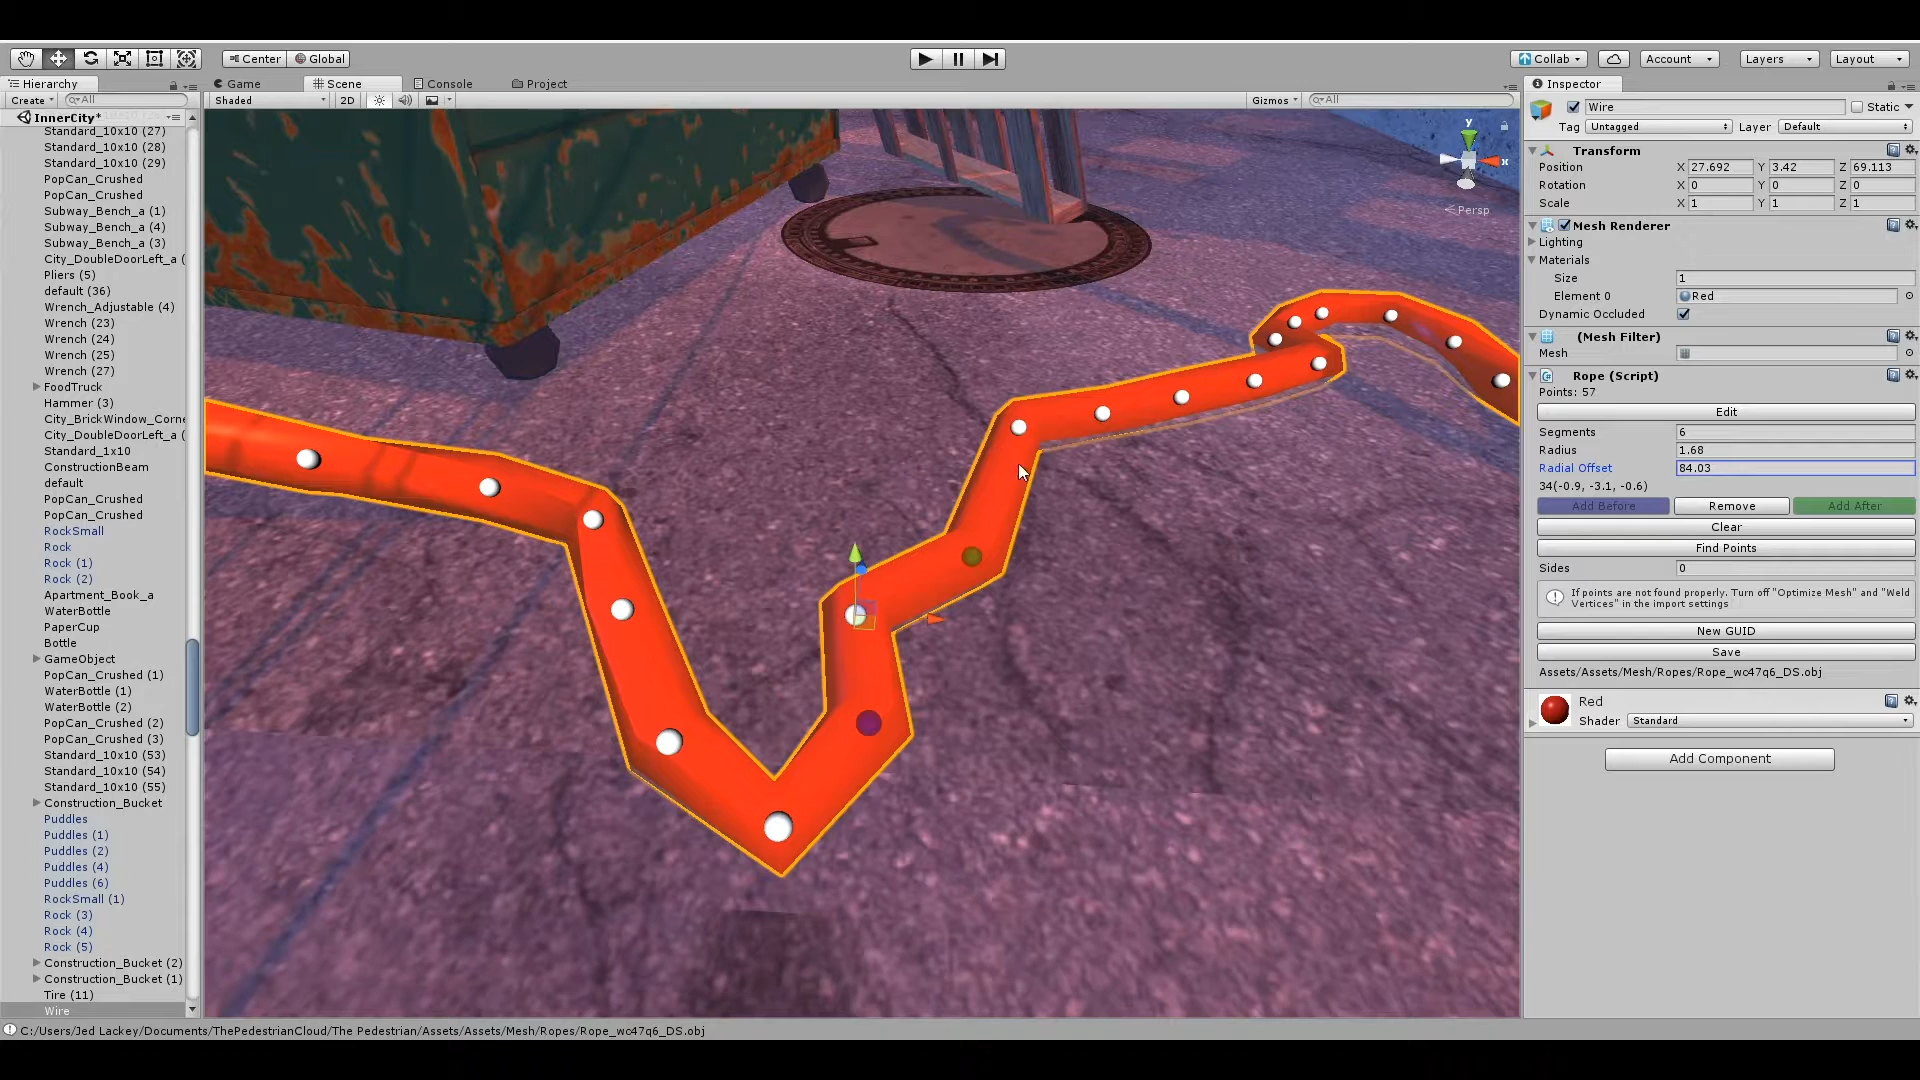 Center Global
Collab Account Layers Layout
Hierarchy
Game Scene Console Project
Inspector
Create All
Shaded 2D
Gizmos All
InnerCity*
Standard_10x10 (27)
Standard_10x10 (28)
Standard_10x10 (29)
PopCan_Crushed
PopCan_Crushed
Subway_Bench_a (1)
Subway_Bench_a (4)
Subway_Bench_a (3)
City_DoubleDoorLeft_a (
Pliers (5)
default (36)
Wrench_Adjustable (4)
Wrench (23)
Wrench (24)
Wrench (25)
Wrench (27)
FoodTruck
Hammer (3)
City_BrickWindow_Corne
City_DoubleDoorLeft_a (
Standard_1x10
ConstructionBeam
default
PopCan_Crushed
PopCan_Crushed
RockSmall
Rock
Rock (1)
Rock (2)
Apartment_Book_a
WaterBottle
PaperCup
Bottle
GameObject
PopCan_Crushed (1)
WaterBottle (1)
WaterBottle (2)
PopCan_Crushed (2)
PopCan_Crushed (3)
Standard_10x10 (53)
Standard_10x10 (54)
Standard_10x10 (55)
Construction_Bucket
Puddles
Puddles (1)
Puddles (2)
Puddles (4)
Puddles (6)
RockSmall (1)
Rock (3)
Rock (4)
Rock (5)
Construction_Bucket (2)
Construction_Bucket (1)
Tire (11)
Wire
y
x
Persp
Wire Static
Tag Untagged Layer Default
Transform
Position X 27.692 Y 3.42 Z 69.113
Rotation X 0 Y 0 Z 0
Scale X 1 Y 1 Z 1
Mesh Renderer
Lighting
Materials
Size 1
Element 0 Red
Dynamic Occluded
(Mesh Filter)
Mesh
Rope (Script)
Points: 57
Edit
Segments 6
Radius 1.68
Radial Offset 84.03
34(-0.9, -3.1, -0.6)
Add Before Remove Add After
Clear
Find Points
Sides 0
If points are not found properly. Turn off "Optimize Mesh" and "Weld
Vertices" in the import settings
New GUID
Save
Assets/Assets/Mesh/Ropes/Rope_wc47q6_DS.obj
Red
Shader Standard
Add Component
C:/Users/Jed Lackey/Documents/ThePedestrianCloud/The Pedestrian/Assets/Assets/Mesh/Ropes/Rope_wc47q6_DS.obj